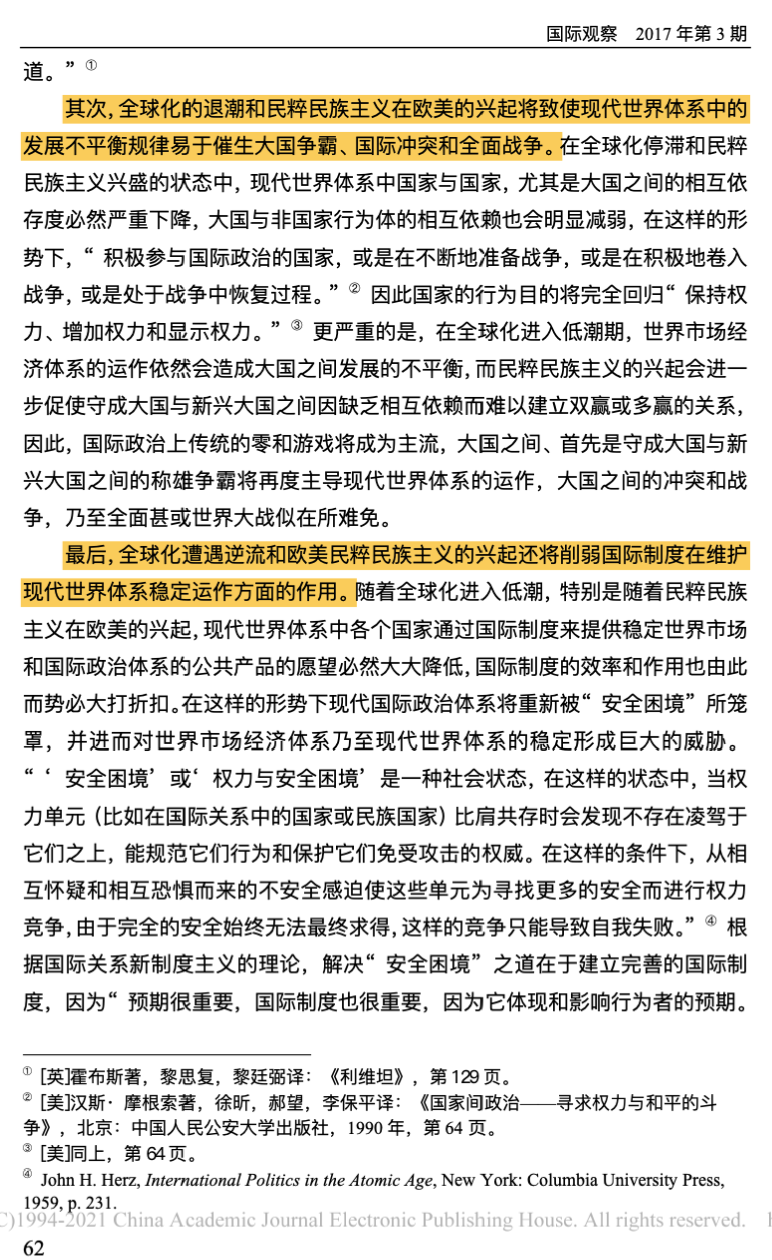 国际观察 2017 年第 3 期
道。”①
其次,全球化的退潮和民粹民族主义在欧美的兴起将致使现代世界体系中的
发展不平衡规律易于催生大国争霸、国际冲突和全面战争。在全球化停滞和民粹
民族主义兴盛的状态中，现代世界体系中国家与国家，尤其是大国之间的相互依
存度必然严重下降，大国与非国家行为体的相互依赖也会明显减弱，在这样的形
势下，“ 积极参与国际政治的国家，或是在不断地准备战争，或是在积极地卷入
战争，或是处于战争中恢复过程。”② 因此国家的行为目的将完全回归“ 保持权
力、增加权力和显示权力。”③ 更严重的是，在全球化进入低潮期，世界市场经
济体系的运作依然会造成大国之间发展的不平衡,而民粹民族主义的兴起会进一
步促使守成大国与新兴大国之间因缺乏相互依赖而难以建立双赢或多赢的关系，
因此，国际政治上传统的零和游戏将成为主流，大国之间、首先是守成大国与新
兴大国之间的称雄争霸将再度主导现代世界体系的运作，大国之间的冲突和战
争，乃至全面甚或世界大战似在所难免。
最后,全球化遭遇逆流和欧美民粹民族主义的兴起还将削弱国际制度在维护
现代世界体系稳定运作方面的作用。随着全球化进入低潮，特别是随着民粹民族
主义在欧美的兴起,现代世界体系中各个国家通过国际制度来提供稳定世界市场
和国际政治体系的公共产品的愿望必然大大降低,国际制度的效率和作用也由此
而势必大打折扣。在这样的形势下现代国际政治体系将重新被“ 安全困境” 所笼
罩，并进而对世界市场经济体系乃至现代世界体系的稳定形成巨大的威胁。
“ ‘ 安全困境’ 或‘ 权力与安全困境’ 是一种社会状态，在这样的状态中，当权
力单元（比如在国际关系中的国家或民族国家）比肩共存时会发现不存在凌驾于
它们之上，能规范它们行为和保护它们免受攻击的权威。在这样的条件下，从相
互怀疑和相互恐惧而来的不安全感迫使这些单元为寻找更多的安全而进行权力
竞争,由于完全的安全始终无法最终求得,这样的竞争只能导致自我失败。”④ 根
据国际关系新制度主义的理论，解决“ 安全困境” 之道在于建立完善的国际制
度，因为“ 预期很重要，国际制度也很重要，因为它体现和影响行为者的预期。
① [英]霍布斯著，黎思复，黎廷弼译：《利维坦》，第 129 页。
② [美]汉斯· 摩根索著，徐昕，郝望，李保平译：《国家间政治——寻求权力与和平的斗
争》，北京：中国人民公安大学出版社，1990 年，第 64 页。
③ [美]同上，第 64 页。
④ John H. Herz, International Politics in the Atomic Age, New York: Columbia University Press,
1959, p. 231.
C)1994-2021 China Academic Journal Electronic Publishing House. All rights reserved.
62